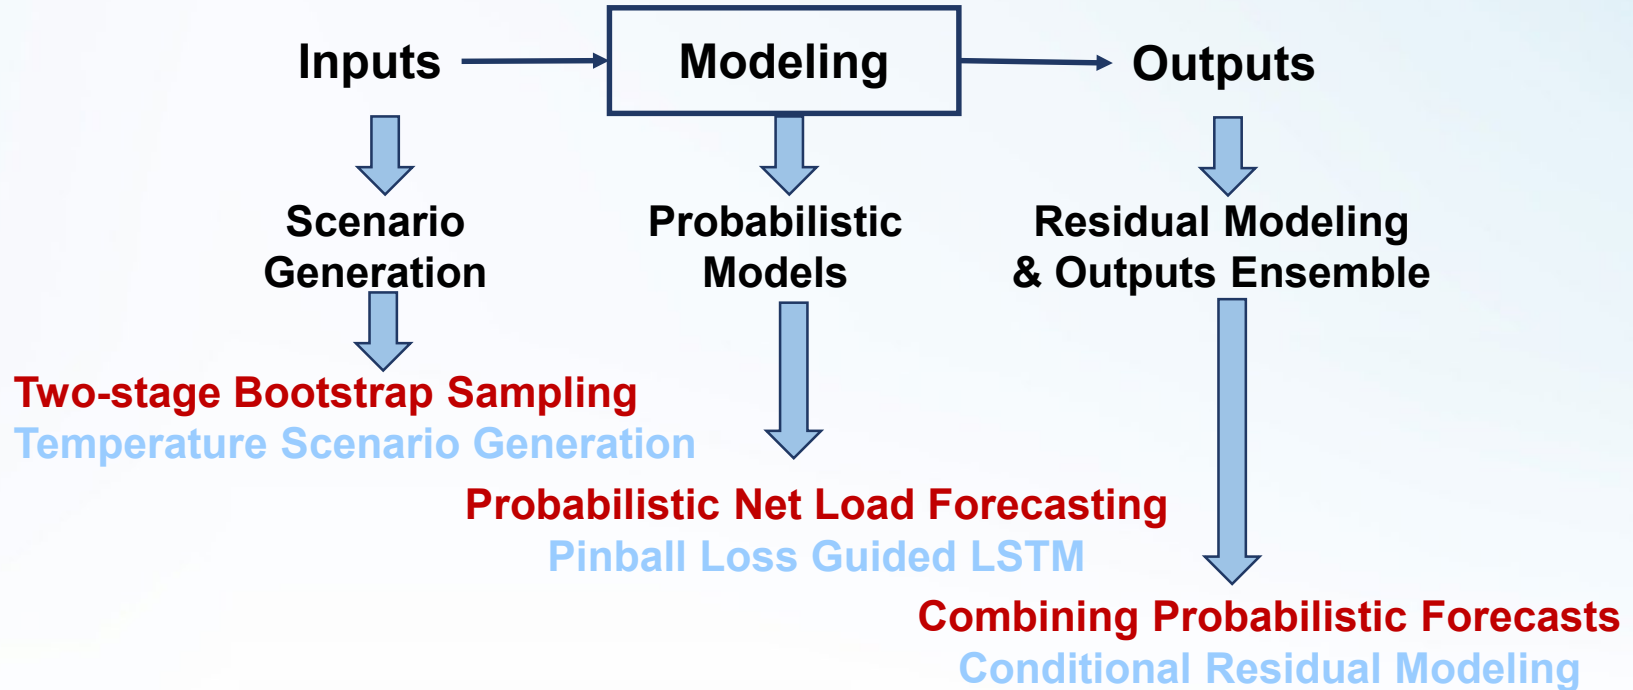 Inputs
Modeling
Outputs
Scenario
Generation
Probabilistic
Models
Residual Modeling
& Outputs Ensemble
Two-stage Bootstrap Sampling
Temperature Scenario Generation
Probabilistic Net Load Forecasting
Pinball Loss Guided LSTM
Combining Probabilistic Forecasts
Conditional Residual Modeling